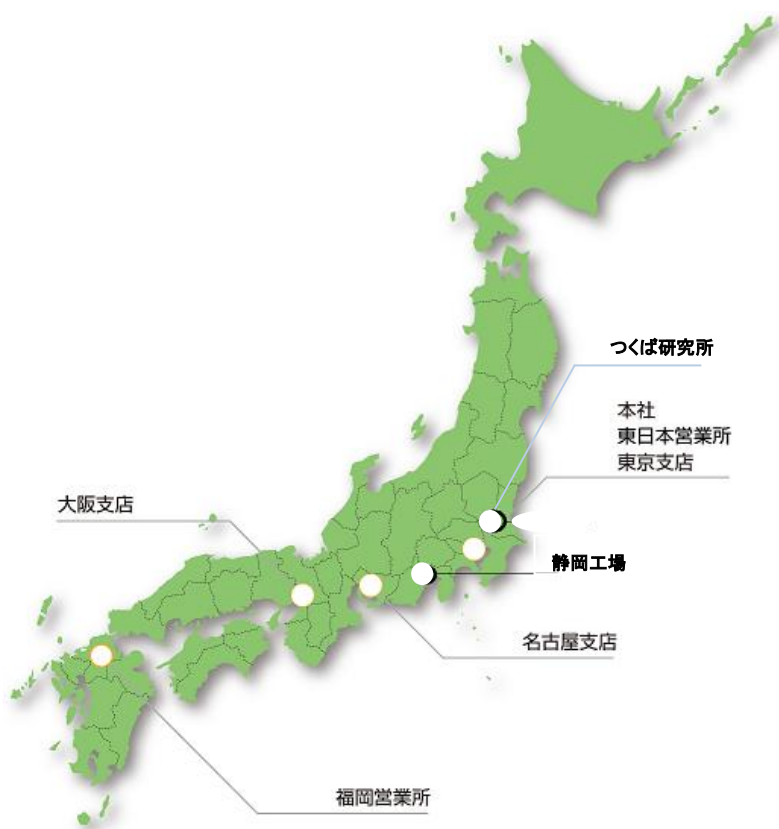 つくば研究所
本社
東日本営業所
東京支店
大阪支店
静岡工場
名古屋支店
福岡営業所